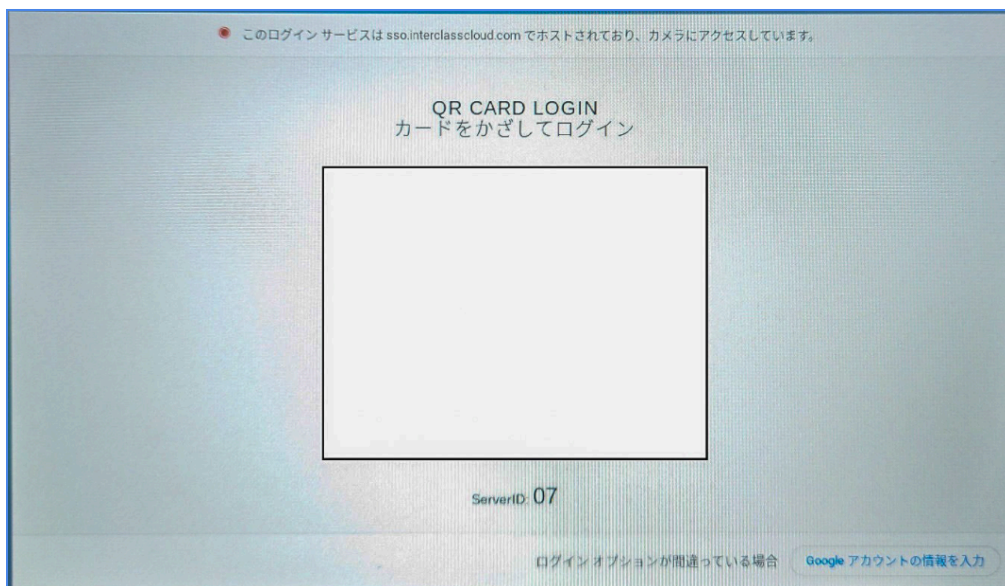 このログイン サービスは sso.interclasscloud.com でホストされており、カメラにアクセスしています。
QR CARD LOGIN
カードをかざしてログイン
ServerID: 07
ログイン オプションが間違っている場合
Google アカウントの情報を入力